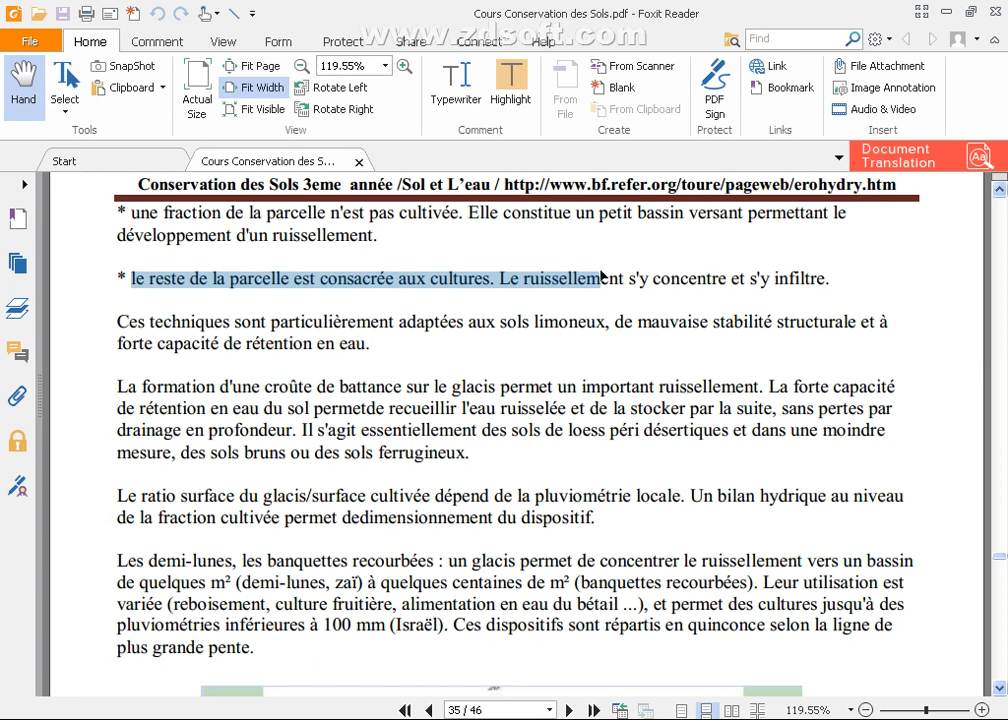 Cours Conservation des Sols.pdf - Foxit Reader
www.zdsoft.com
File Home Comment View Form Protect Share Connect Help Find
SnapShot Fit Page 119.55% From Scanner Link File Attachment
Clipboard Fit Width Rotate Left Blank Bookmark Image Annotation
Hand Select Actual Size Fit Visible Rotate Right Typewriter Highlight From File From Clipboard PDF Sign Audio & Video
Tools View Comment Create Protect Links Insert
Start Cours Conservation des S... Document Translation
Conservation des Sols 3eme année /Sol et L'eau / http://www.bf.refer.org/toure/pageweb/erohydry.htm
* une fraction de la parcelle n'est pas cultivée. Elle constitue un petit bassin versant permettant le
développement d'un ruissellement.
* le reste de la parcelle est consacrée aux cultures. Le ruissellement s'y concentre et s'y infiltre.
Ces techniques sont particulièrement adaptées aux sols limoneux, de mauvaise stabilité structurale et à
forte capacité de rétention en eau.
La formation d'une croûte de battance sur le glacis permet un important ruissellement. La forte capacité
de rétention en eau du sol permetde recueillir l'eau ruisselée et de la stocker par la suite, sans pertes par
drainage en profondeur. Il s'agit essentiellement des sols de loess péri désertiques et dans une moindre
mesure, des sols bruns ou des sols ferrugineux.
Le ratio surface du glacis/surface cultivée dépend de la pluviométrie locale. Un bilan hydrique au niveau
de la fraction cultivée permet dedimensionnement du dispositif.
Les demi-lunes, les banquettes recourbées : un glacis permet de concentrer le ruissellement vers un bassin
de quelques m² (demi-lunes, zaï) à quelques centaines de m² (banquettes recourbées). Leur utilisation est
variée (reboisement, culture fruitière, alimentation en eau du bétail ...), et permet des cultures jusqu'à des
pluviométries inférieures à 100 mm (Israël). Ces dispositifs sont répartis en quinconce selon la ligne de
plus grande pente.
35 / 46 119.55%